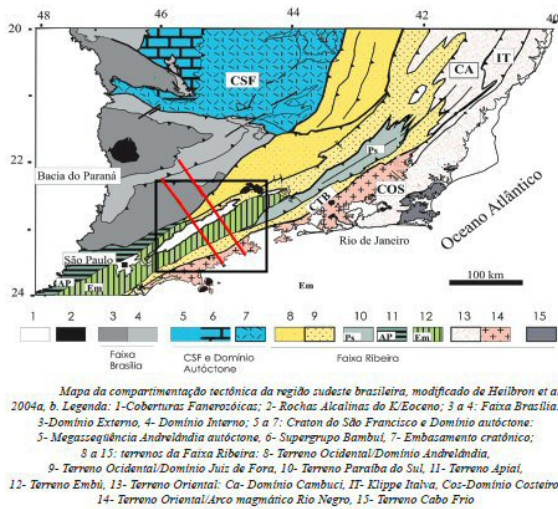 48 46 44 42 40
20
CSF
CA
IT
Ps
22
Bacia do Paraná
CTB
COS
Oceano Atlântico
São Paulo
Rio de Janeiro
AP
Em
Em
100 km
24
48 46
1 2 3 4 5 6 7 8 9 10 11 12 13 14 15
Ps AP Em
Faixa
Brasília
CSF e Domínio
Autóctone
Faixa Ribeira
Mapa da compartimentação tectônica da região sudeste brasileira, modificado de Heilbron et al
2004a, b. Legenda: 1-Coberturas Fanerozóicas; 2- Rochas Alcalinas do K/Eoceno; 3 a 4: Faixa Brasília:
3-Domínio Externo, 4- Domínio Interno; 5 a 7: Craton do São Francisco e Domínio autóctone:
5- Megasseqüência Andrelândia autóctone, 6- Supergrupo Bambuí, 7- Embasamento cratônico;
8 a 15: terrenos da Faixa Ribeira: 8- Terreno Ocidental/Domínio Andrelândia,
9- Terreno Ocidental/Domínio Juiz de Fora, 10- Terreno Paraíba do Sul, 11- Terreno Apiaí,
12- Terreno Embú, 13- Terreno Oriental: Ca- Domínio Cambuci, IT- Klippe Italva, Cos-Domínio Costeiro
14- Terreno Oriental/Arco magmático Rio Negro, 15- Terreno Cabo Frio